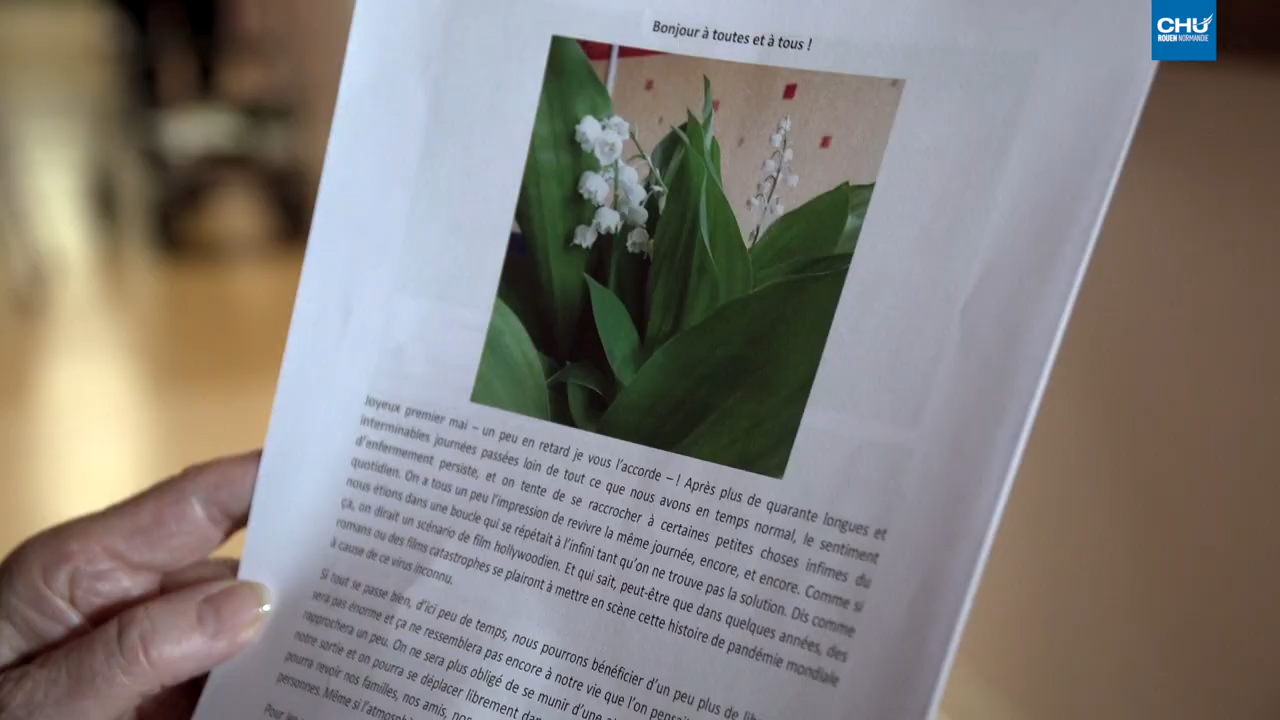 CHU
ROUEN NORMANDIE
Bonjour à toutes et à tous !
Joyeux premier mai – un peu en retard je vous l'accorde – ! Après plus de quarante longues et
interminables journées passées loin de tout ce que nous avons en temps normal, le sentiment
d'enfermement persiste, et on tente de se raccrocher à certaines petites choses infimes du
quotidien. On a tous un peu l'impression de revivre la même journée, encore, et encore. Comme si
nous étions dans une boucle qui se répétait à l'infini tant qu'on ne trouve pas la solution. Dis comme
ça, on dirait un scénario de film hollywoodien. Et qui sait, peut-être que dans quelques années, des
romans ou des films catastrophes se plairont à mettre en scène cette histoire de pandémie mondiale
à cause de ce virus inconnu.
Si tout se passe bien, d'ici peu de temps, nous pourrons bénéficier d'un peu plus de
sera pas énorme et ça ne ressemblera pas encore à notre vie que l'on
rapprochera un peu. On ne sera plus obligé de se munir d'une
notre sortie et on pourra se déplacer librement
pourra revoir nos familles, nos amis,
personnes. Même si
Pour